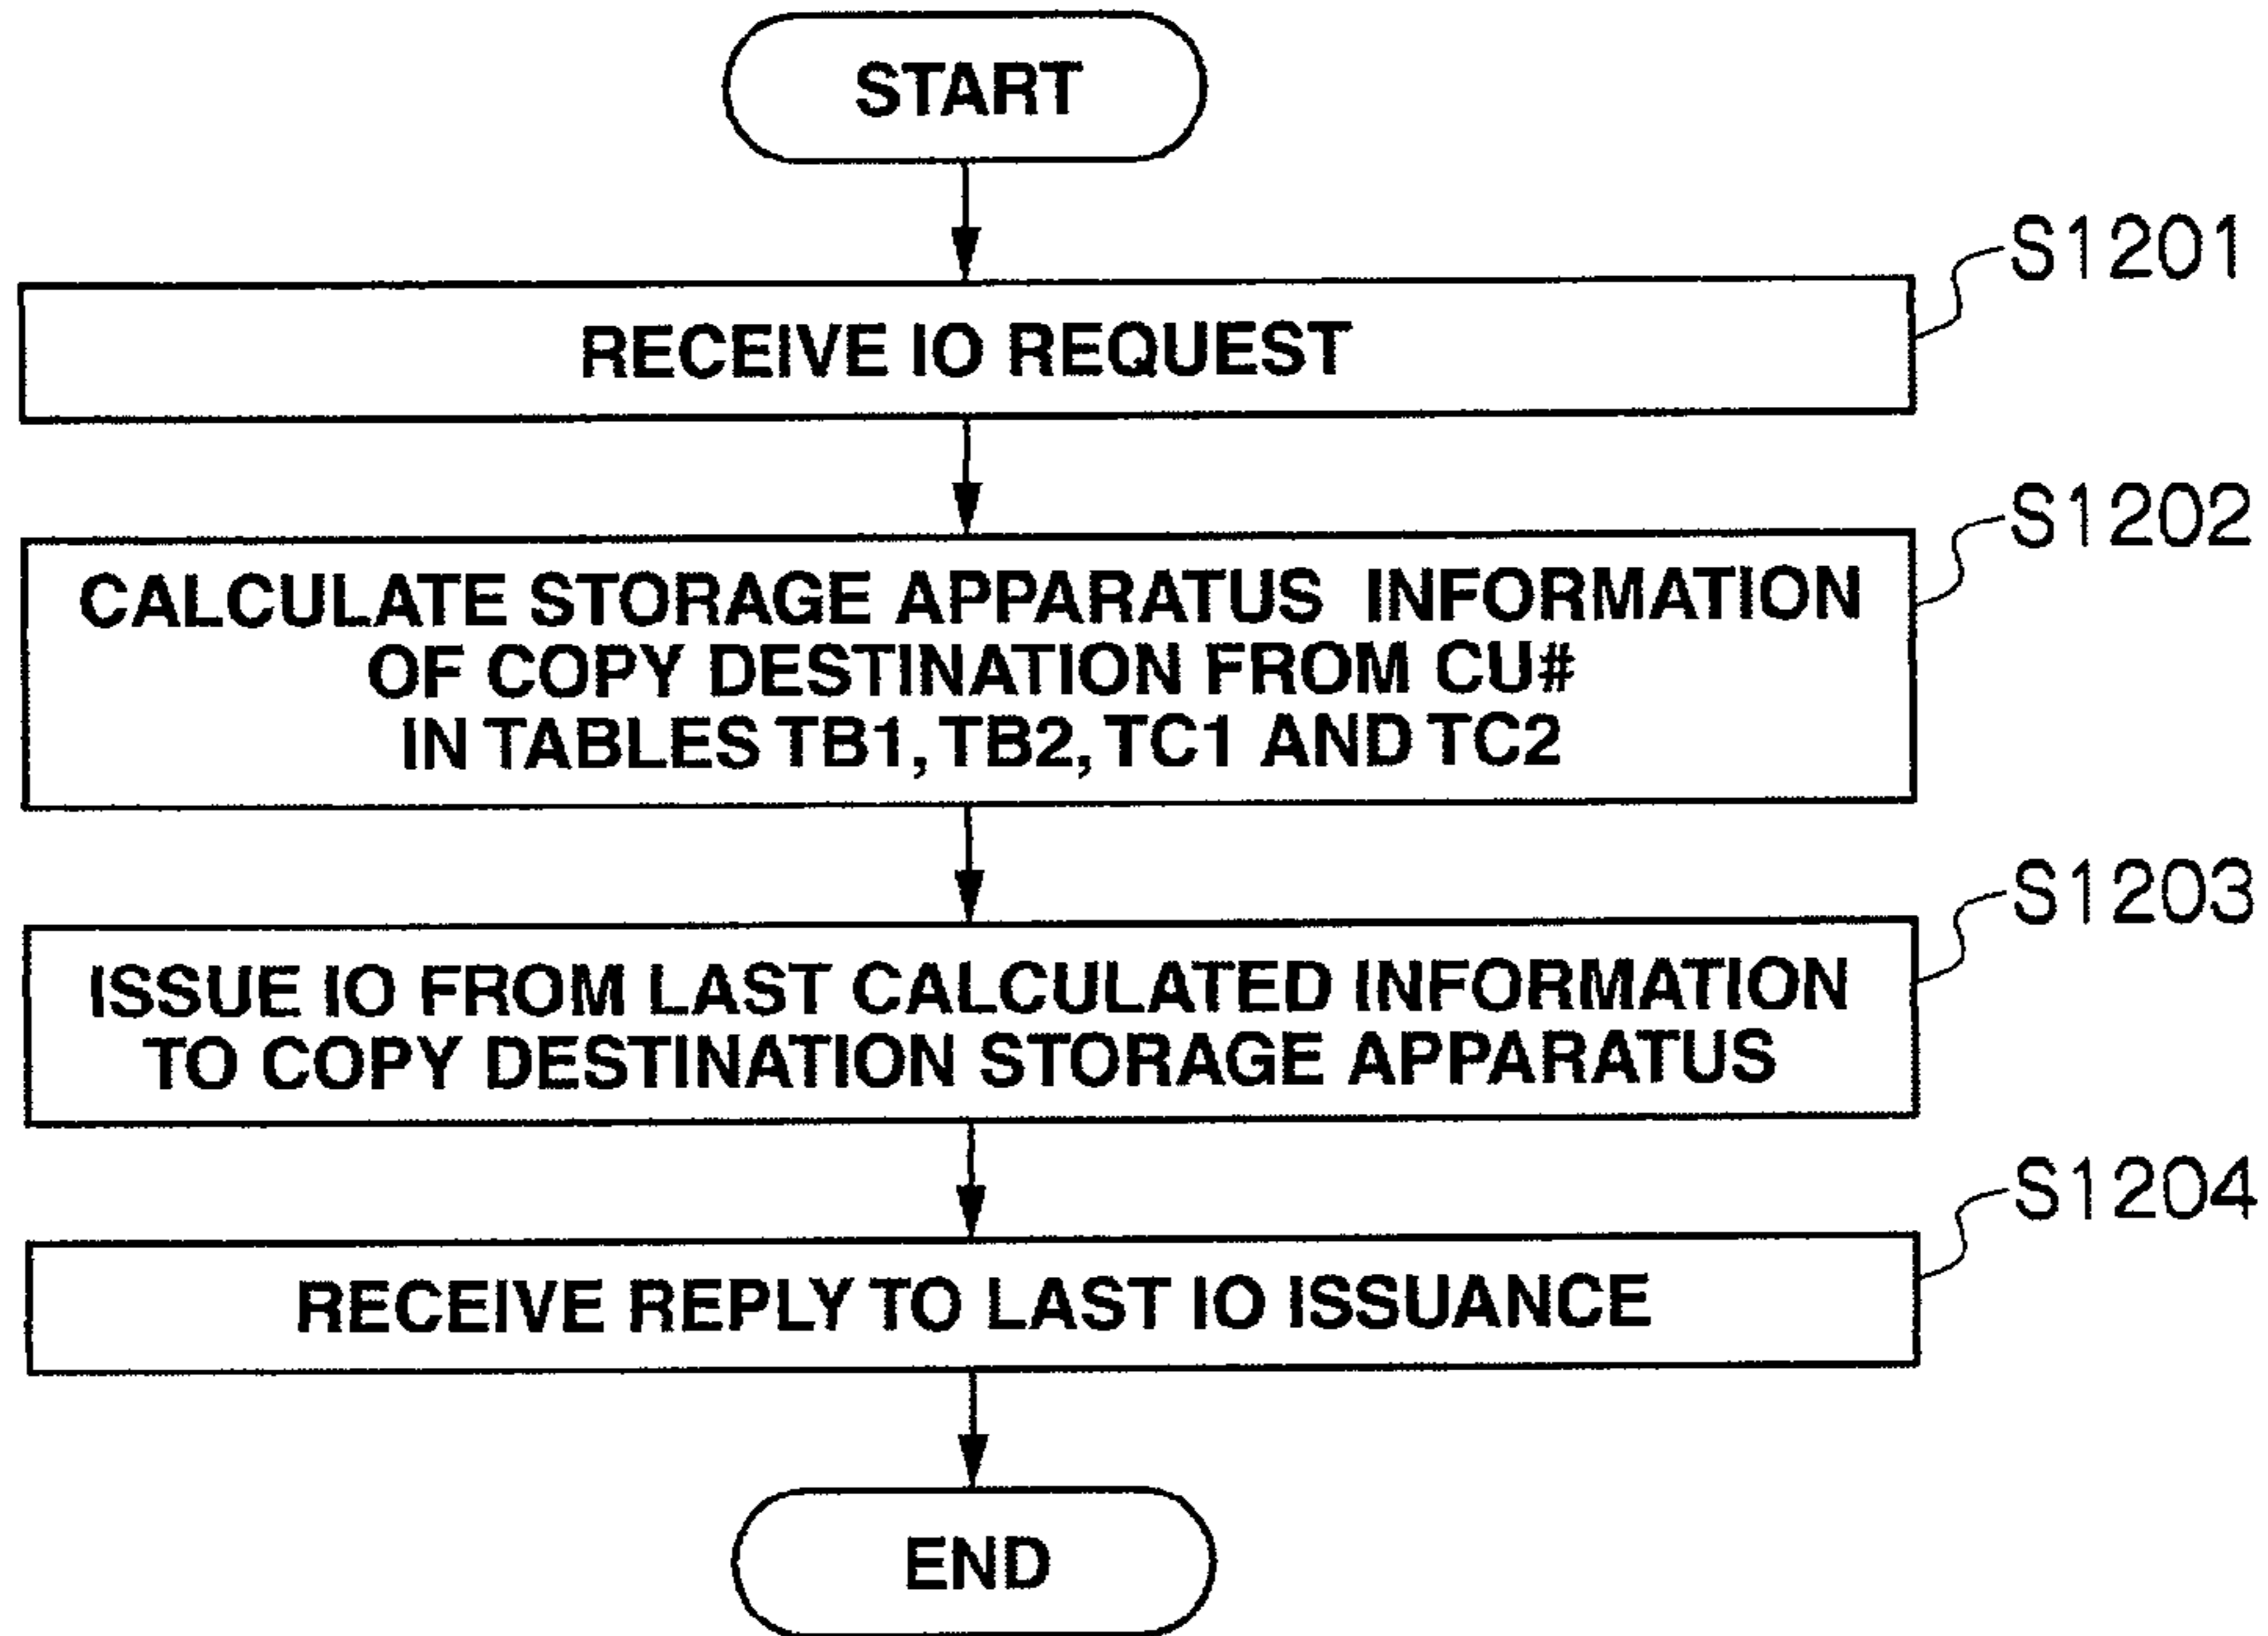 START
S1201
RECEIVE IO REQUEST
S1202
CALCULATE STORAGE APPARATUS INFORMATION
OF COPY DESTINATION FROM CU#
IN TABLES TB1, TB2, TC1 AND TC2
S1203
ISSUE IO FROM LAST CALCULATED INFORMATION
TO COPY DESTINATION STORAGE APPARATUS
S1204
RECEIVE REPLY TO LAST IO ISSUANCE
END